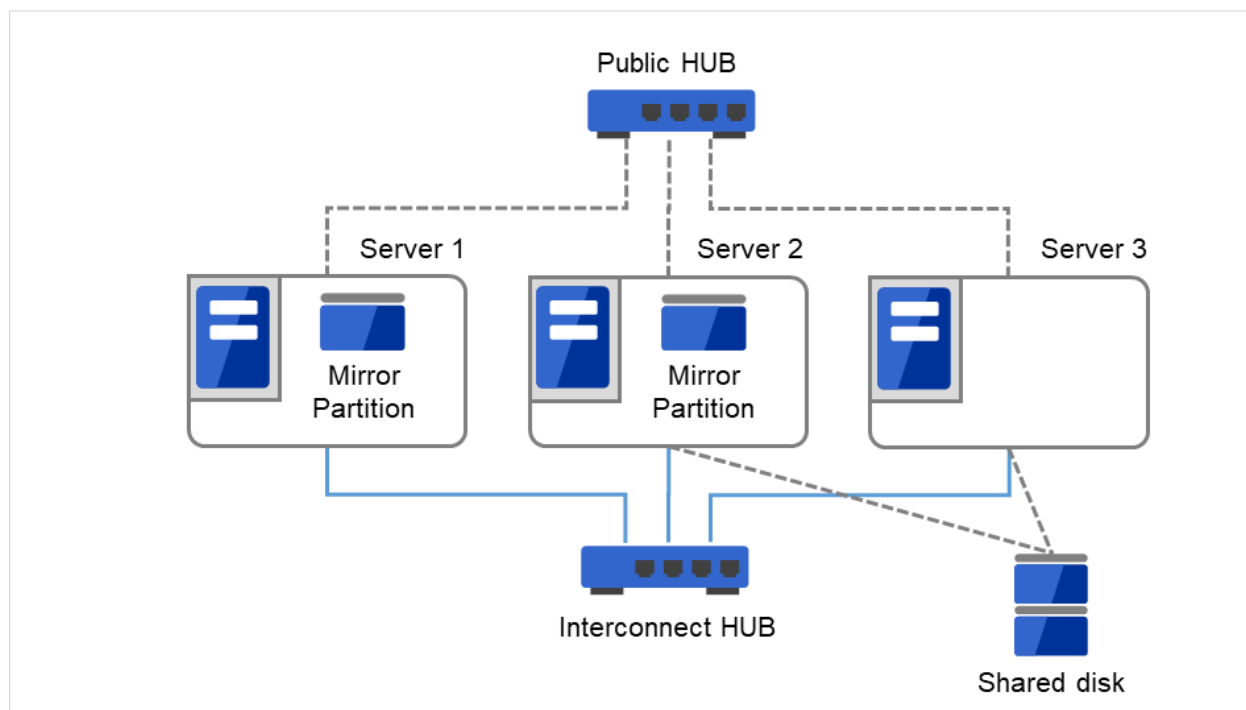 Public HUB
Server 1
Server 2
Server 3
Mirror
Partition
Mirror
Partition
Interconnect HUB
Shared disk